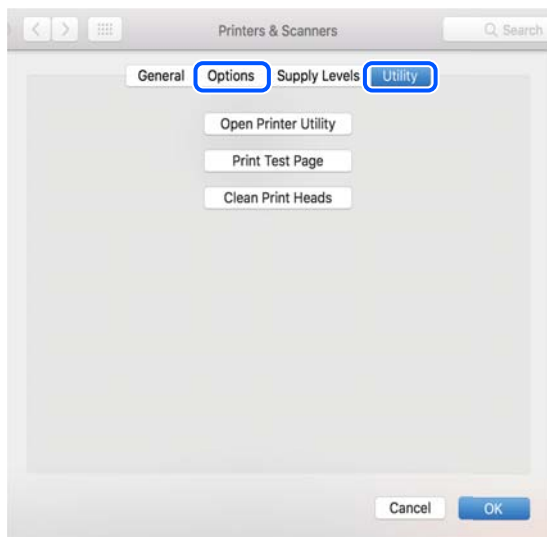 Printers & Scanners Search
General Options Supply Levels Utility
Open Printer Utility
Print Test Page
Clean Print Heads
Cancel OK